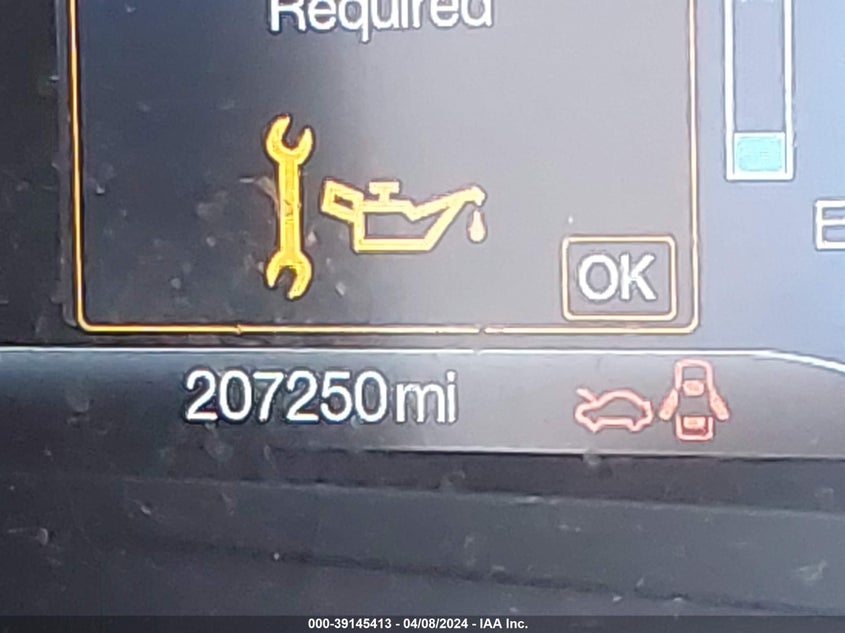 Required
OK
E
207250mi
000-39145413 - 04/08/2024 - IAA Inc.